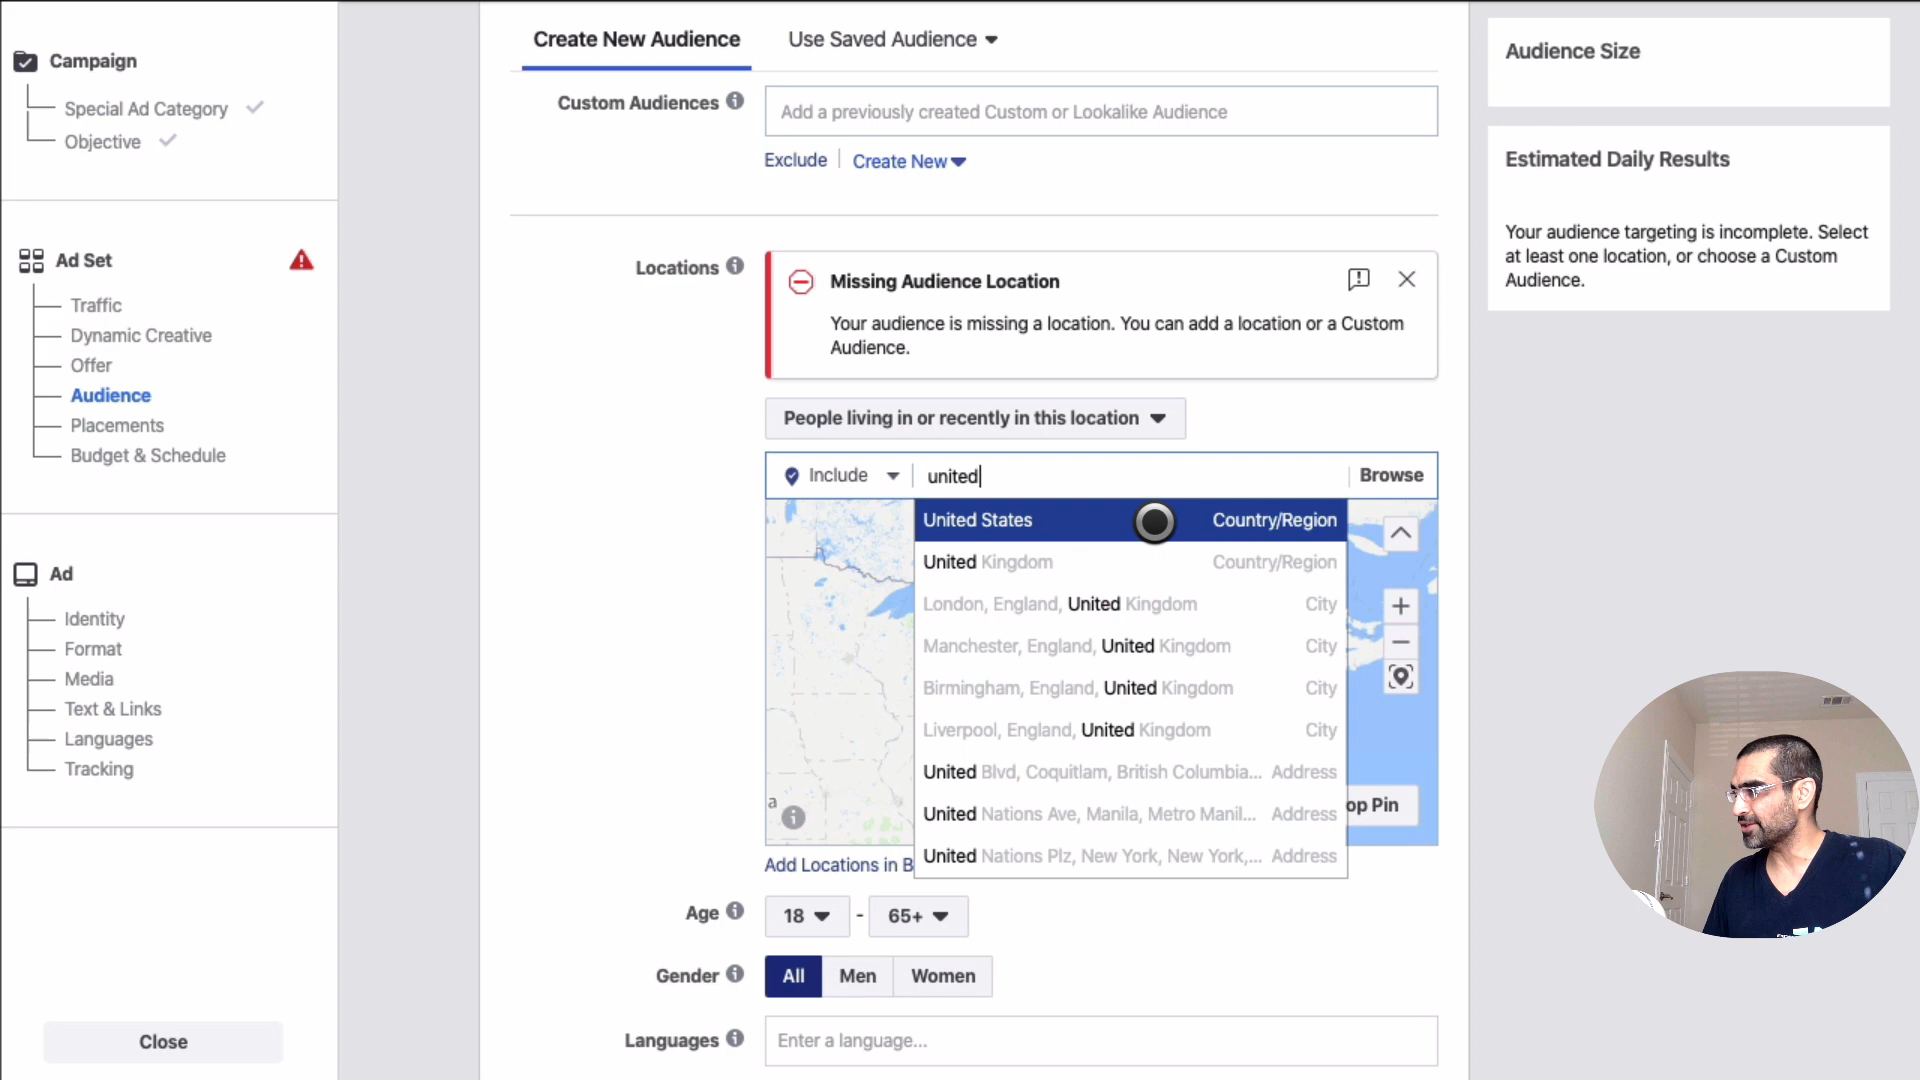 Campaign
Special Ad Category
Objective
Ad Set
Traffic
Dynamic Creative
Offer
Audience
Placements
Budget & Schedule
Ad
Identity
Format
Media
Text & Links
Languages
Tracking
Close
Create New Audience
Use Saved Audience
Custom Audiences
Add a previously created Custom or Lookalike Audience
Exclude
Create New
Locations
Missing Audience Location
Your audience is missing a location. You can add a location or a Custom
Audience.
People living in or recently in this location
Include
united
Browse
United States Country/Region
United Kingdom Country/Region
London, England, United Kingdom City
Manchester, England, United Kingdom City
Birmingham, England, United Kingdom City
Liverpool, England, United Kingdom City
United Blvd, Coquitlam, British Columbia... Address
United Nations Ave, Manila, Metro Manil... Address
United Nations Plz, New York, New York,... Address
a
op Pin
Add Locations in B
Age
18 - 65+
Gender
All Men Women
Languages
Enter a language...
Audience Size
Estimated Daily Results
Your audience targeting is incomplete. Select
at least one location, or choose a Custom
Audience.